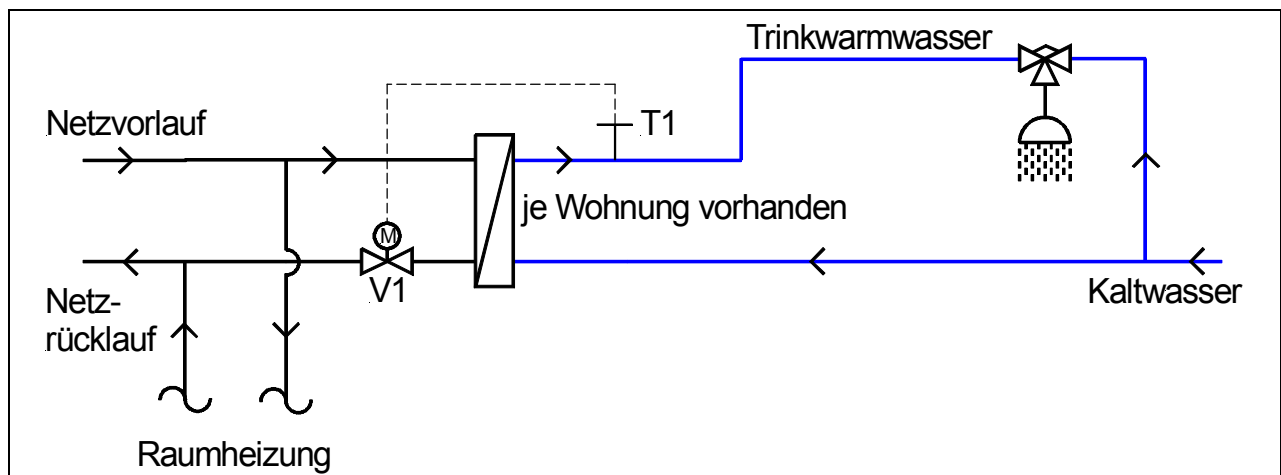 Trinkwarmwasser
Netzvorlauf
T1
je Wohnung vorhanden
M
V1
Netz-
rücklauf
Kaltwasser
Raumheizung